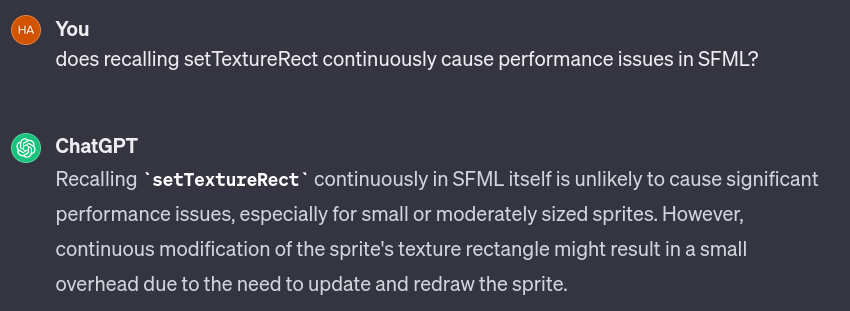 HA
You
does recalling setTextureRect continuously cause performance issues in SFML?
ChatGPT
Recalling `setTextureRect` continuously in SFML itself is unlikely to cause significant
performance issues, especially for small or moderately sized sprites. However,
continuous modification of the sprite's texture rectangle might result in a small
overhead due to the need to update and redraw the sprite.